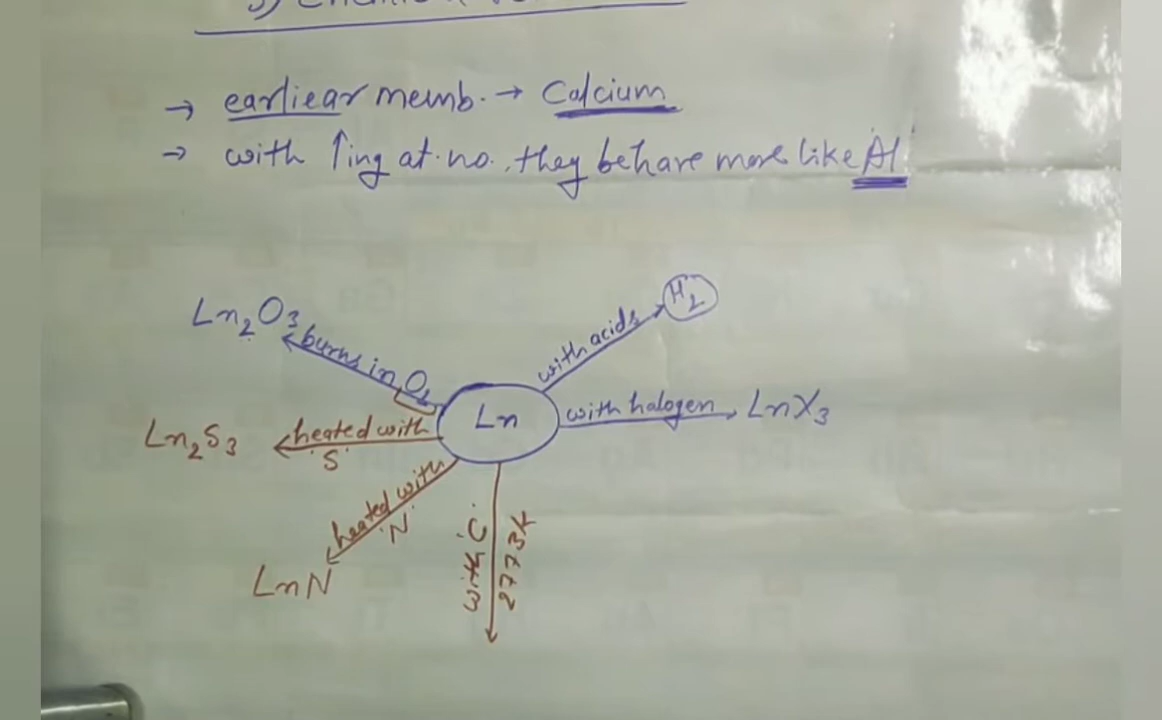 → earliear memb. → Calcium
→ with ↑ing at. no. they behave more like Al
Ln2O3
burns in O2
with acids
H2
Ln
with halogen
LnX3
Ln2S3
heated with
S
heated with
'N'
LnN
with 'C'
2773K